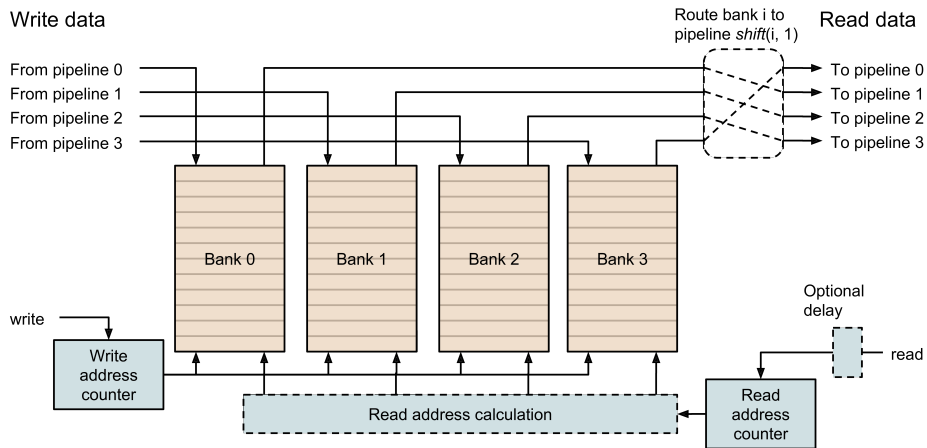 Write data
Route bank i to
pipeline shift(i, 1)
Read data
From pipeline 0
From pipeline 1
From pipeline 2
From pipeline 3
To pipeline 0
To pipeline 1
To pipeline 2
To pipeline 3
Bank 0
Bank 1
Bank 2
Bank 3
Optional
delay
write
read
Write
address
counter
Read address calculation
Read
address
counter